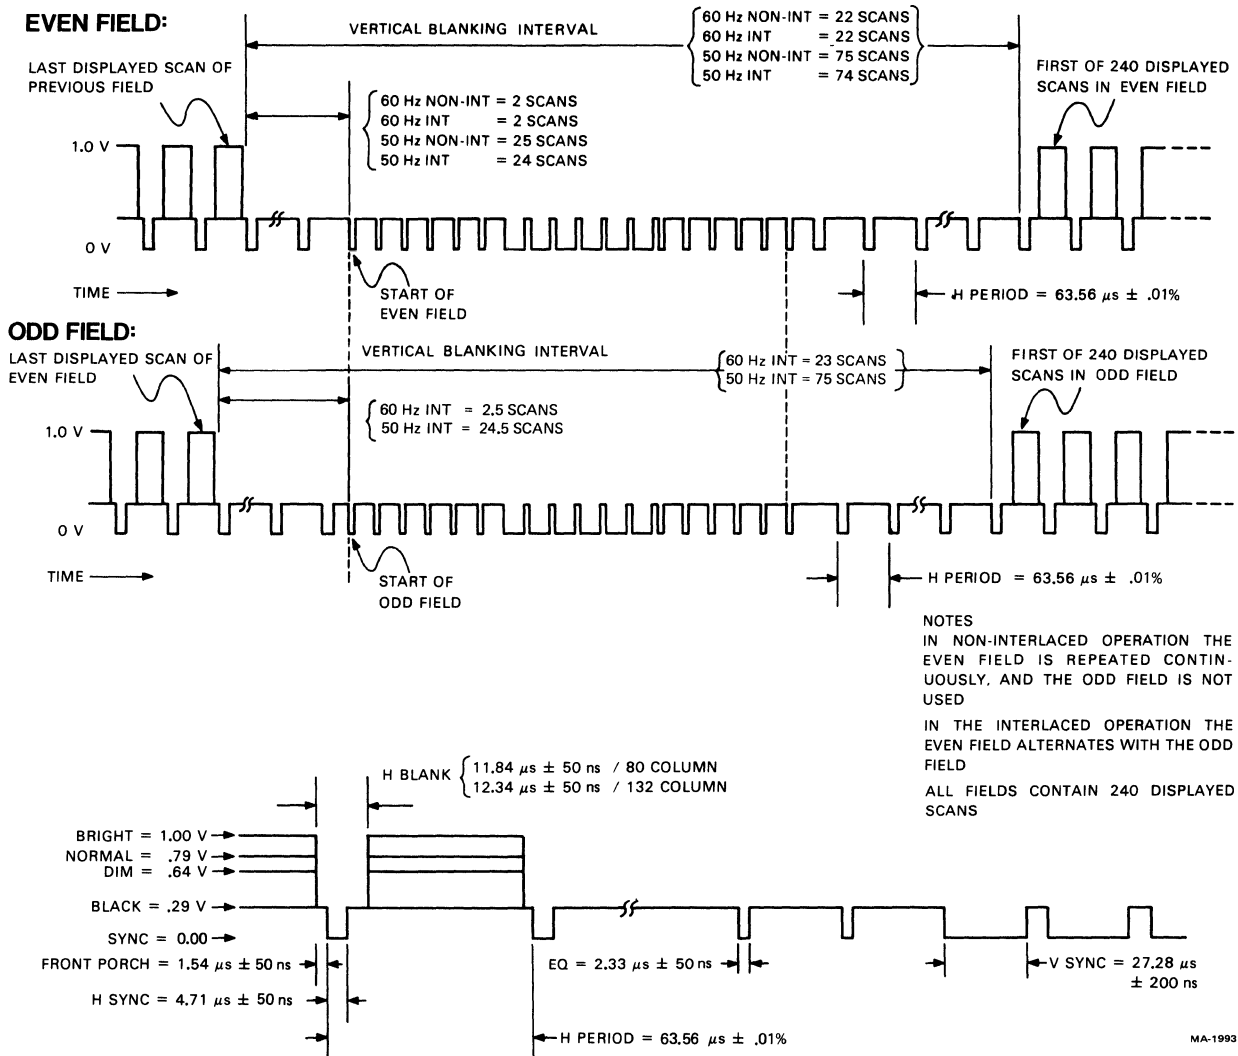 EVEN FIELD:
VERTICAL BLANKING INTERVAL
60 Hz NON-INT = 22 SCANS
60 Hz INT = 22 SCANS
50 Hz NON-INT = 75 SCANS
50 Hz INT = 74 SCANS
LAST DISPLAYED SCAN OF
PREVIOUS FIELD
60 Hz NON-INT = 2 SCANS
60 Hz INT = 2 SCANS
50 Hz NON-INT = 25 SCANS
50 Hz INT = 24 SCANS
FIRST OF 240 DISPLAYED
SCANS IN EVEN FIELD
1.0 V
0 V
TIME
START OF
EVEN FIELD
H PERIOD = 63.56 μs ± .01%
ODD FIELD:
LAST DISPLAYED SCAN OF
EVEN FIELD
VERTICAL BLANKING INTERVAL
60 Hz INT = 23 SCANS
50 Hz INT = 75 SCANS
FIRST OF 240 DISPLAYED
SCANS IN ODD FIELD
60 Hz INT = 2.5 SCANS
50 Hz INT = 24.5 SCANS
1.0 V
0 V
TIME
START OF
ODD FIELD
H PERIOD = 63.56 μs ± .01%
NOTES
IN NON-INTERLACED OPERATION THE
EVEN FIELD IS REPEATED CONTIN-
UOUSLY, AND THE ODD FIELD IS NOT
USED
IN THE INTERLACED OPERATION THE
EVEN FIELD ALTERNATES WITH THE ODD
FIELD
ALL FIELDS CONTAIN 240 DISPLAYED
SCANS
H BLANK
11.84 μs ± 50 ns / 80 COLUMN
12.34 μs ± 50 ns / 132 COLUMN
BRIGHT = 1.00 V
NORMAL = .79 V
DIM = .64 V
BLACK = .29 V
SYNC = 0.00
FRONT PORCH = 1.54 μs ± 50 ns
H SYNC = 4.71 μs ± 50 ns
EQ = 2.33 μs ± 50 ns
V SYNC = 27.28 μs
± 200 ns
H PERIOD = 63.56 μs ± .01%
MA-1993